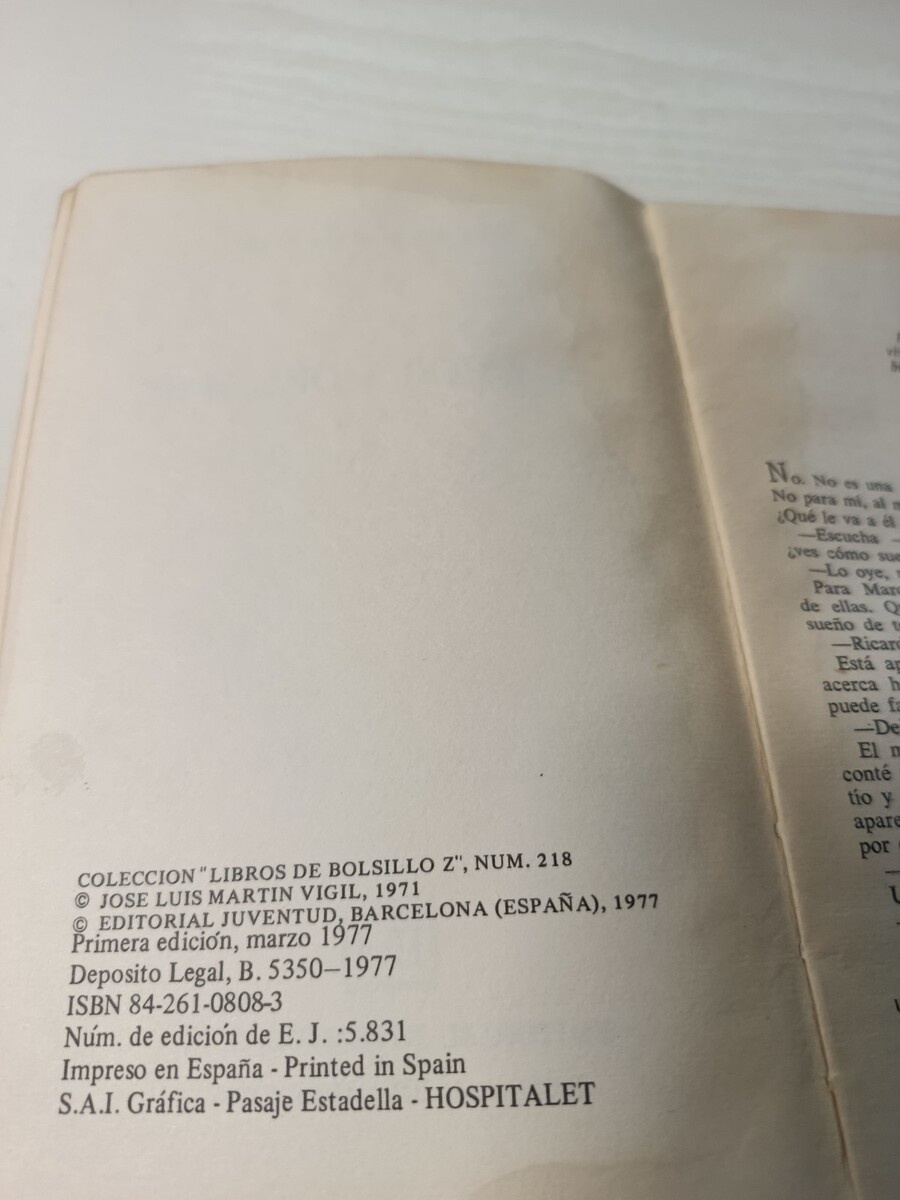 COLECCION "LIBROS DE BOLSILLO Z", NUM. 218
© JOSE LUIS MARTIN VIGIL, 1971
© EDITORIAL JUVENTUD, BARCELONA (ESPAÑA), 1977
Primera edición, marzo 1977
Deposito Legal, B. 5350—1977
ISBN 84-261-0808-3
Núm. de edición de E. J. :5.831
Impreso en España - Printed in Spain
S.A.I. Gráfica - Pasaje Estadella - HOSPITALET
No. No es una
No para mí, al
¿Qué le va a él
—Escucha —
¿ves cómo
—Lo oye,
Para
de ellas.
sueño de
—
Está
acerca
puede
—
El
conté
tío y
por